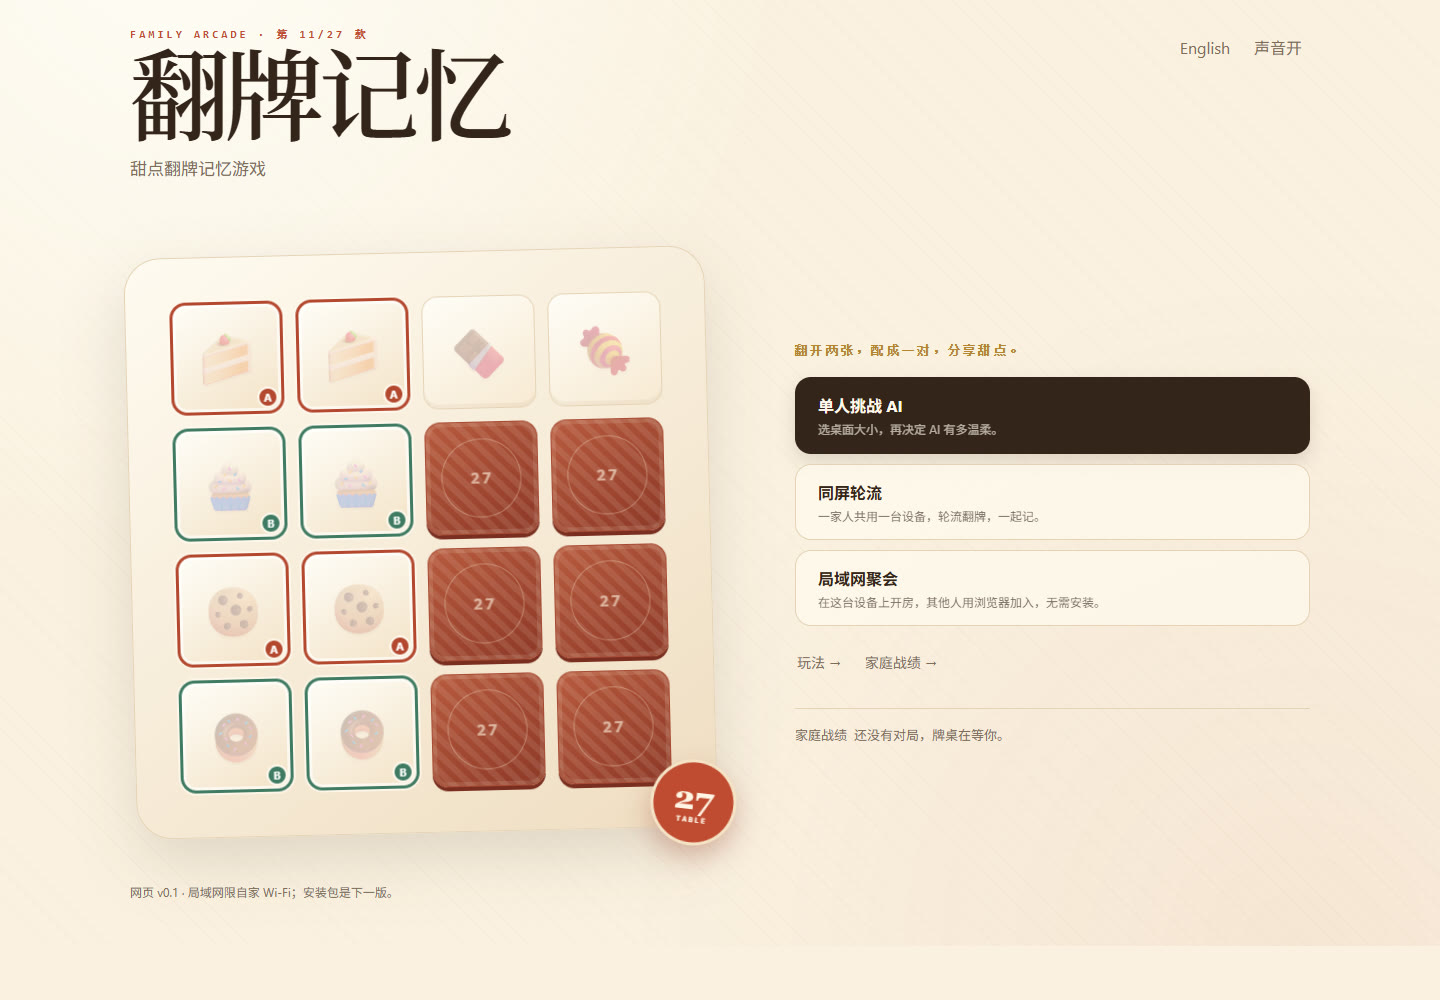 FAMILY ARCADE · 第 11/27 款
翻牌记忆
甜点翻牌记忆游戏
English 声音开
A A
B B 27 27
A A 27 27
B B 27 27
27
TABLE
翻开两张，配成一对，分享甜点。
单人挑战 AI
选桌面大小，再决定 AI 有多温柔。
同屏轮流
一家人共用一台设备，轮流翻牌，一起记。
局域网聚会
在这台设备上开房，其他人用浏览器加入，无需安装。
玩法 → 家庭战绩 →
家庭战绩 还没有对局，牌桌在等你。
网页 v0.1 · 局域网限自家 Wi-Fi；安装包是下一版。